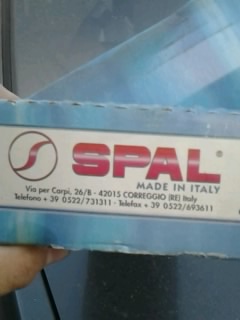 SPAL
MADE IN ITALY
Via per Carpi, 26/B - 42015 CORREGGIO (RE) Italy
Telefono + 39 0522/731311 - Telefax + 39 0522/693611